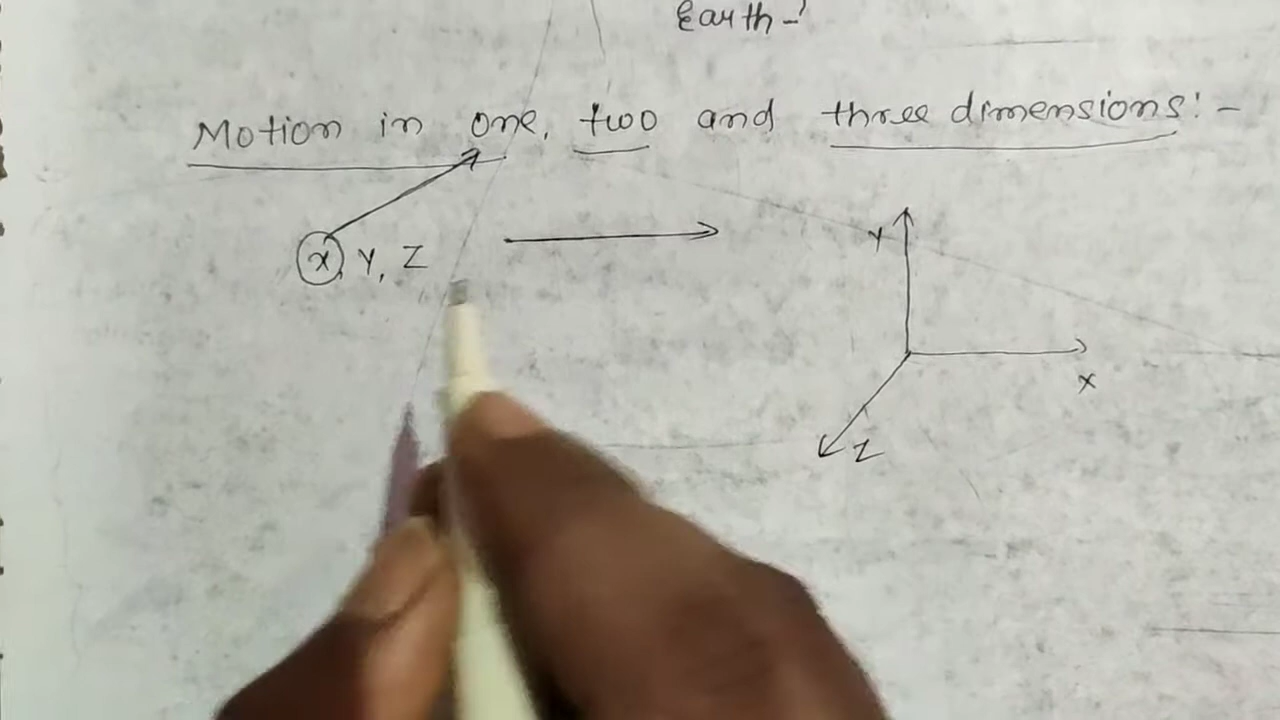 Earth -
Motion in one, two and three dimensions : -
x, Y, Z
Y
x
Z